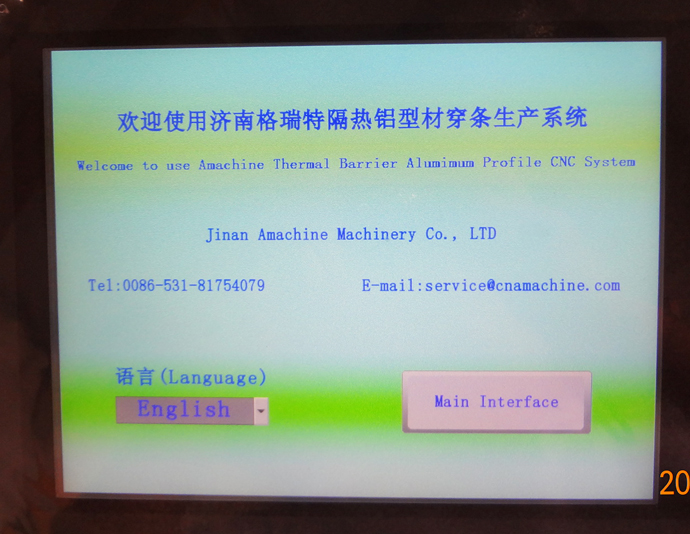 欢迎使用济南格瑞特隔热铝型材穿条生产系统
Welcome to use Amachine Thermal Barrier Alumimum Profile CNC System
Jinan Amachine Machinery Co., LTD
Tel:0086-531-81754079 E-mail:service@cnamachine.com
语言(Language)
English
Main Interface
20